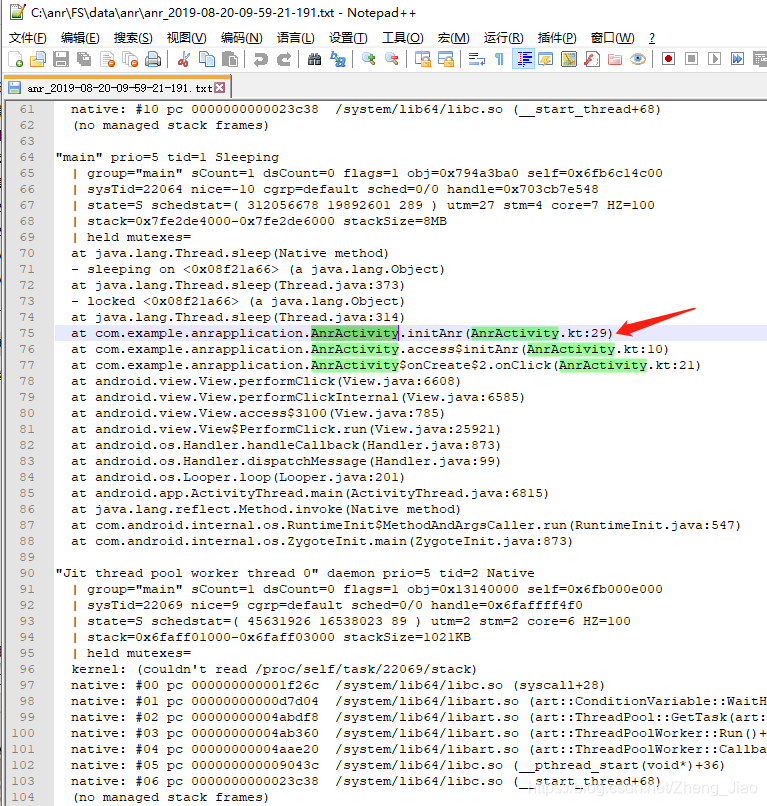 C:\anr\FS\data\anr\anr_2019-08-20-09-59-21-191.txt - Notepad++
文件(F) 编辑(E) 搜索(S) 视图(V) 编码(N) 语言(L) 设置(T) 工具(O) 宏(M) 运行(R) 插件(P) 窗口(W) ?
anr_2019-08-20-09-59-21-191.txt
61 native: #10 pc 0000000000023c38 /system/lib64/libc.so (__start_thread+68)
62 (no managed stack frames)
63
64 "main" prio=5 tid=1 Sleeping
65 | group="main" sCount=1 dsCount=0 flags=1 obj=0x794a3ba0 self=0x6fb6c14c00
66 | sysTid=22064 nice=-10 cgrp=default sched=0/0 handle=0x703cb7e548
67 | state=S schedstat=( 312056678 19892601 289 ) utm=27 stm=4 core=7 HZ=100
68 | stack=0x7fe2de4000-0x7fe2de6000 stackSize=8MB
69 | held mutexes=
70 at java.lang.Thread.sleep(Native method)
71 - sleeping on <0x08f21a66> (a java.lang.Object)
72 at java.lang.Thread.sleep(Thread.java:373)
73 - locked <0x08f21a66> (a java.lang.Object)
74 at java.lang.Thread.sleep(Thread.java:314)
75 at com.example.anrapplication.AnrActivity.initAnr(AnrActivity.kt:29)
76 at com.example.anrapplication.AnrActivity.access$initAnr(AnrActivity.kt:10)
77 at com.example.anrapplication.AnrActivity$onCreate$2.onClick(AnrActivity.kt:21)
78 at android.view.View.performClick(View.java:6608)
79 at android.view.View.performClickInternal(View.java:6585)
80 at android.view.View.access$3100(View.java:785)
81 at android.view.View$PerformClick.run(View.java:25921)
82 at android.os.Handler.handleCallback(Handler.java:873)
83 at android.os.Handler.dispatchMessage(Handler.java:99)
84 at android.os.Looper.loop(Looper.java:201)
85 at android.app.ActivityThread.main(ActivityThread.java:6815)
86 at java.lang.reflect.Method.invoke(Native method)
87 at com.android.internal.os.RuntimeInit$MethodAndArgsCaller.run(RuntimeInit.java:547)
88 at com.android.internal.os.ZygoteInit.main(ZygoteInit.java:873)
89
90 "Jit thread pool worker thread 0" daemon prio=5 tid=2 Native
91 | group="main" sCount=1 dsCount=0 flags=1 obj=0x13140000 self=0x6fb000e000
92 | sysTid=22069 nice=9 cgrp=default sched=0/0 handle=0x6faffff4f0
93 | state=S schedstat=( 45631926 16538023 89 ) utm=2 stm=2 core=6 HZ=100
94 | stack=0x6faff01000-0x6faff03000 stackSize=1021KB
95 | held mutexes=
96 kernel: (couldn't read /proc/self/task/22069/stack)
97 native: #00 pc 000000000001f26c /system/lib64/libc.so (syscall+28)
98 native: #01 pc 00000000000d7d04 /system/lib64/libart.so (art::ConditionVariable::WaitH
99 native: #02 pc 00000000004abdf8 /system/lib64/libart.so (art::ThreadPool::GetTask(art:
100 native: #03 pc 00000000004ab360 /system/lib64/libart.so (art::ThreadPoolWorker::Run()+
101 native: #04 pc 00000000004aae20 /system/lib64/libart.so (art::ThreadPoolWorker::Callba
102 native: #05 pc 000000000009043c /system/lib64/libc.so (__pthread_start(void*)+36)
103 native: #06 pc 0000000000023c38 /system/lib64/libc.so (__start_thread+68)
104 (no managed stack frames)
https://blog.csdn.net/Zheng_Jiao